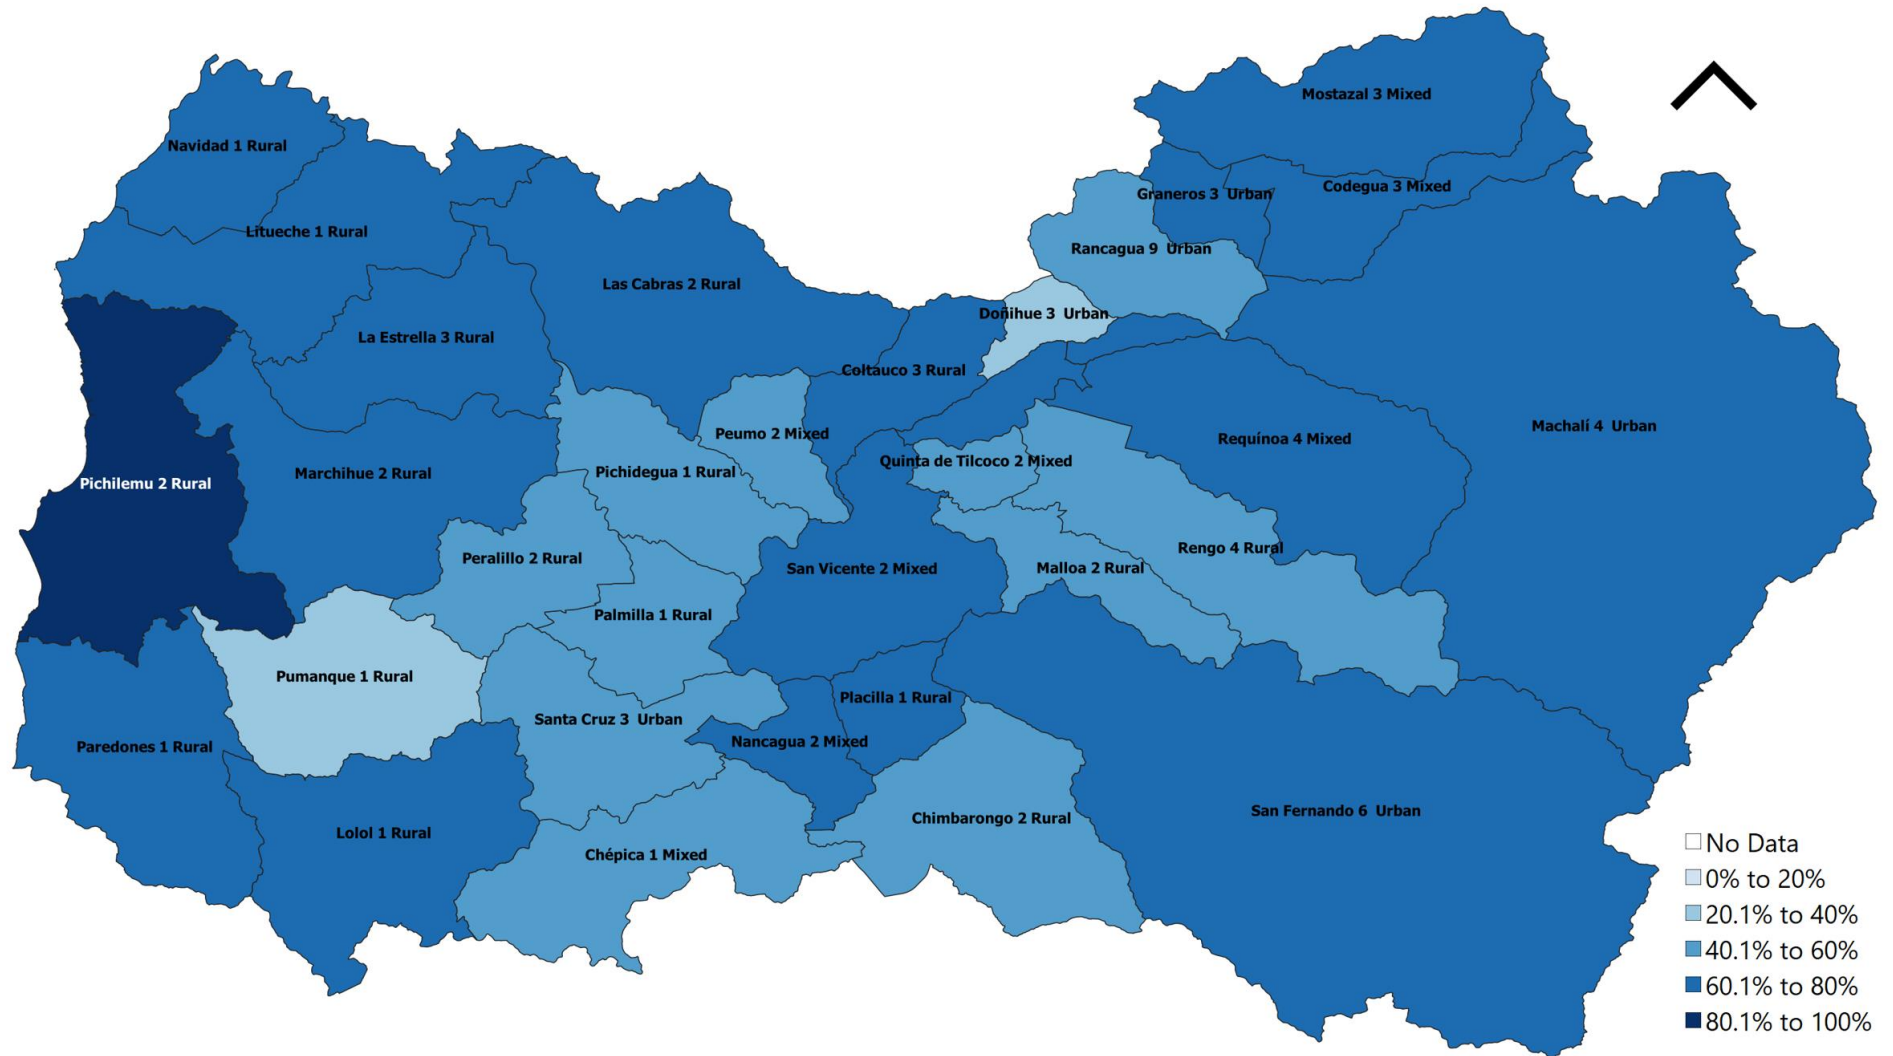 Mostazal 3 Mixed
Navidad 1 Rural
Codegua 3 Mixed
Graneros 3  Urban
Litueche 1 Rural
Rancagua 9  Urban
Las Cabras 2 Rural
Doñihue 3  Urban
La Estrella 3 Rural
Coltauco 3 Rural
Machalí 4  Urban
Peumo 2 Mixed
Requínoa 4 Mixed
Quinta de Tilcoco 2 Mixed
Pichidegua 1 Rural
Marchihue 2 Rural
Pichilemu 2 Rural
Rengo 4 Rural
Peralillo 2 Rural
Malloa 2 Rural
San Vicente 2 Mixed
Palmilla 1 Rural
Pumanque 1 Rural
Placilla 1 Rural
Santa Cruz 3  Urban
Nancagua 2 Mixed
Paredones 1 Rural
San Fernando 6  Urban
Chimbarongo 2 Rural
Lolol 1 Rural
Chépica 1 Mixed
No Data
0% to 20%
20.1% to 40%
40.1% to 60%
60.1% to 80%
80.1% to 100%